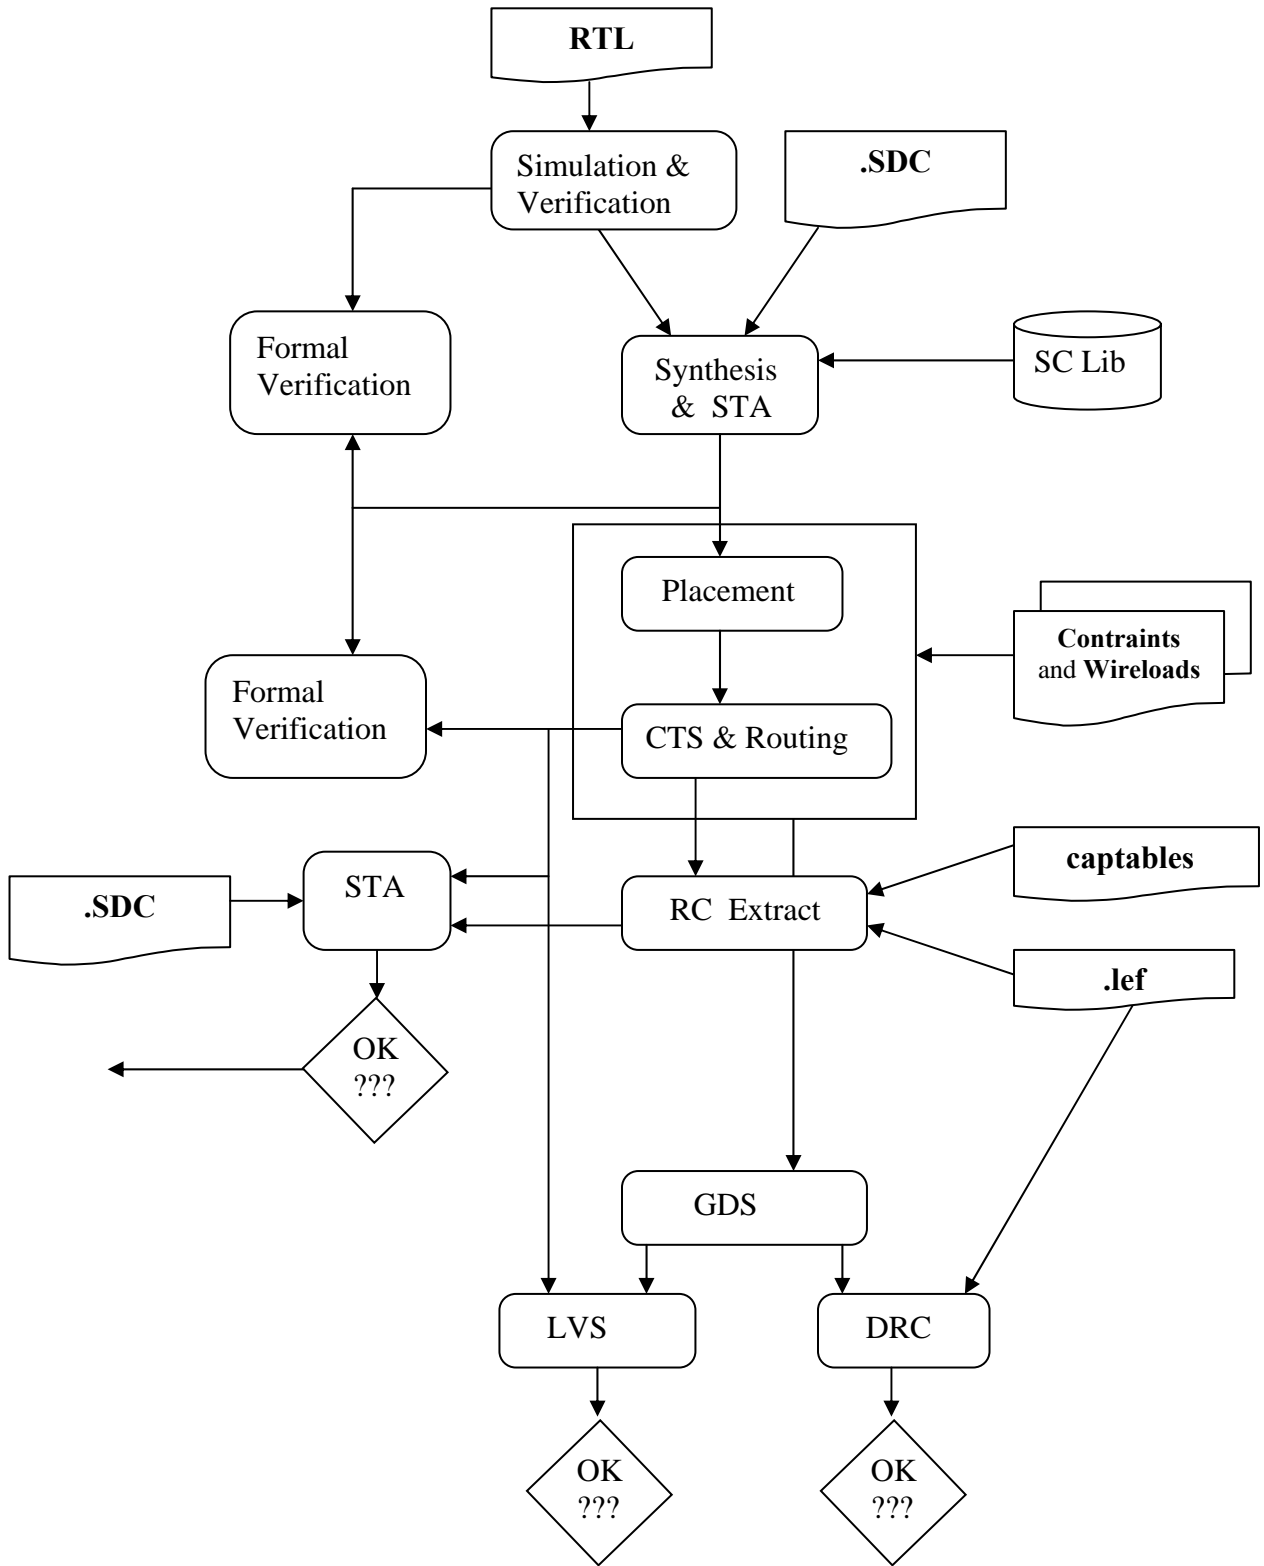 RTL
Simulation &
Verification
.SDC
Formal
Verification
Synthesis
& STA
SC Lib
Placement
Contraints
and Wireloads
Formal
Verification
CTS & Routing
captables
STA
.SDC
RC Extract
.lef
OK
???
GDS
LVS
DRC
OK
???
OK
???